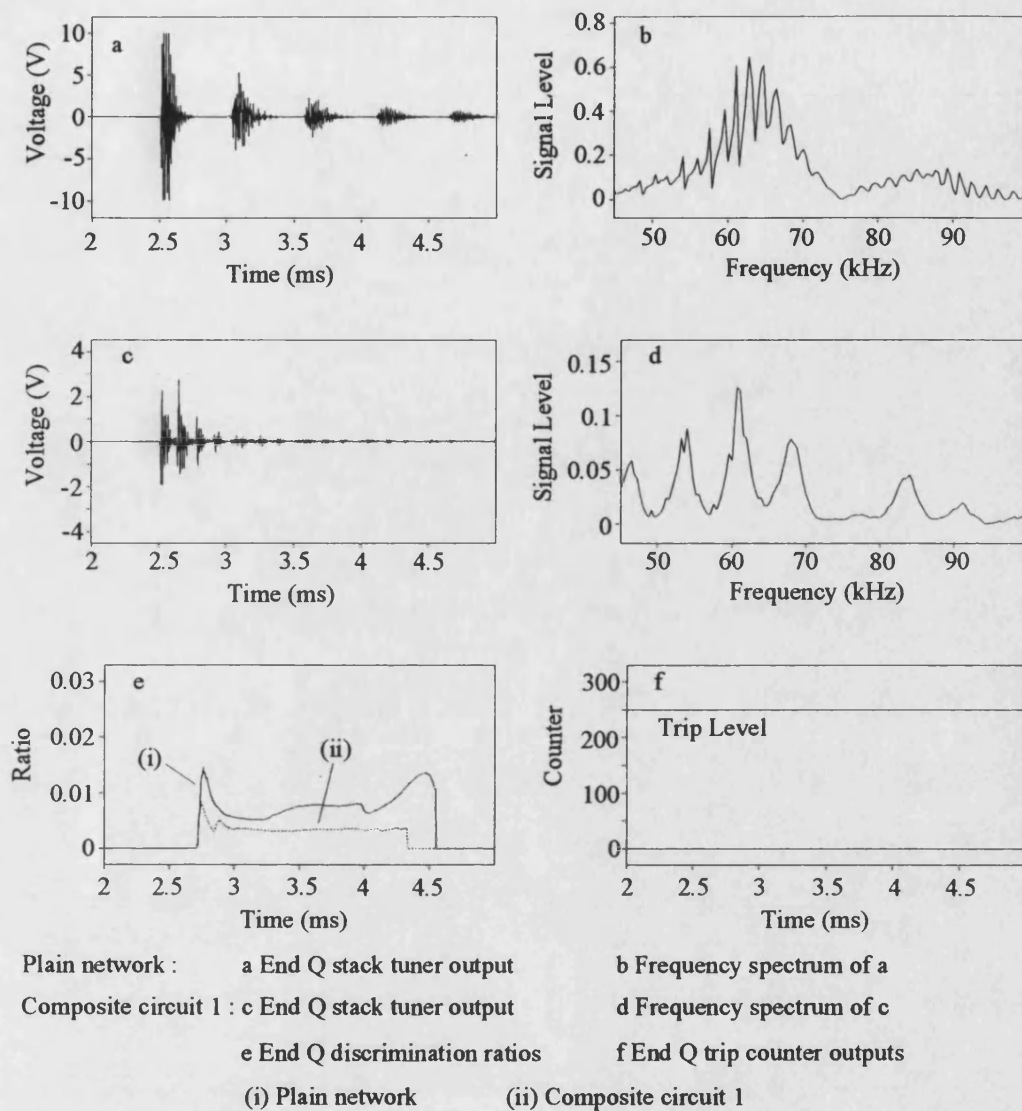 a
Voltage (V)
10
5
0
-5
-10
2 2.5 3 3.5 4 4.5
Time (ms)
b
Signal Level
0.8
0.6
0.4
0.2
0
50 60 70 80 90
Frequency (kHz)
c
Voltage (V)
4
2
0
-2
-4
2 2.5 3 3.5 4 4.5
Time (ms)
d
Signal Level
0.15
0.1
0.05
0
50 60 70 80 90
Frequency (kHz)
e
Ratio
0.03
0.02
0.01
0
(i)
(ii)
2 2.5 3 3.5 4 4.5
Time (ms)
f
Counter
300
200
100
0
Trip Level
2 2.5 3 3.5 4 4.5
Time (ms)
Plain network : a End Q stack tuner output b Frequency spectrum of a
Composite circuit 1 : c End Q stack tuner output d Frequency spectrum of c
e End Q discrimination ratios f End Q trip counter outputs
(i) Plain network (ii) Composite circuit 1